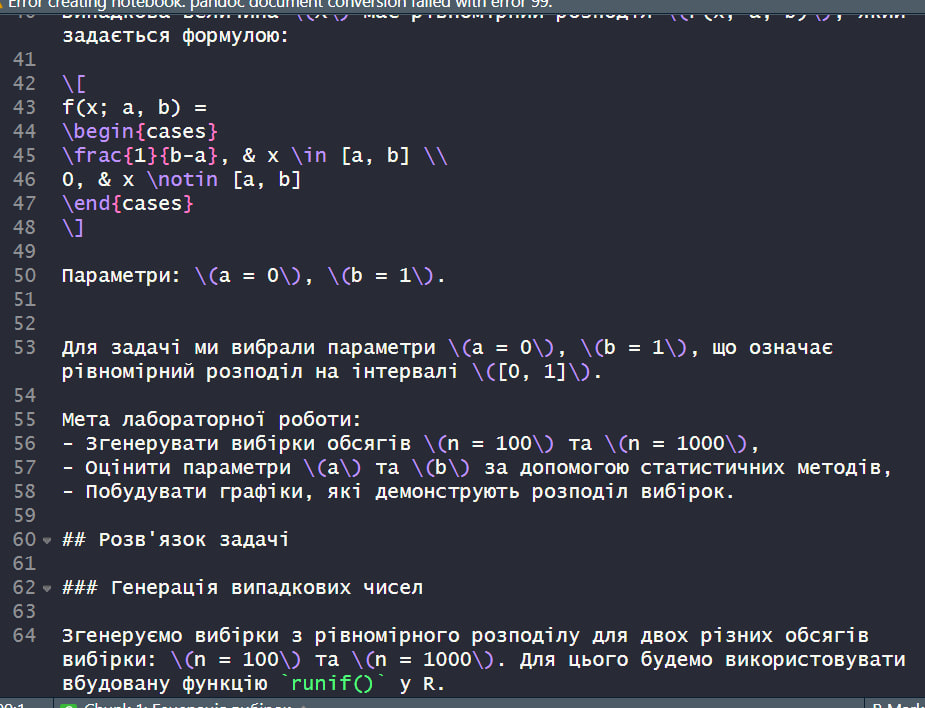 Error creating notebook: pandoc document conversion failed with error 99.
40 Випадкова величина \(X\) має рівномірний розподіл \(F(x; a, b)\), який
задається формулою:
41
42 \[
43 f(x; a, b) =
44 \begin{cases}
45 \frac{1}{b-a}, & x \in [a, b] \\
46 0, & x \notin [a, b]
47 \end{cases}
48 \]
49
50 Параметри: \(a = 0\), \(b = 1\).
51
52
53 Для задачі ми вибрали параметри \(a = 0\), \(b = 1\), що означає
рівномірний розподіл на інтервалі \([0, 1]\).
54
55 Мета лабораторної роботи:
56 - Згенерувати вибірки обсягів \(n = 100\) та \(n = 1000\),
57 - Оцінити параметри \(a\) та \(b\) за допомогою статистичних методів,
58 - Побудувати графіки, які демонструють розподіл вибірок.
59
60 ## Розв'язок задачі
61
62 ### Генерація випадкових чисел
63
64 Згенеруємо вибірки з рівномірного розподілу для двох різних обсягів
вибірки: \(n = 100\) та \(n = 1000\). Для цього будемо використовувати
вбудовану функцію `runif()` у R.
Chunk 1: Генерація вибірок